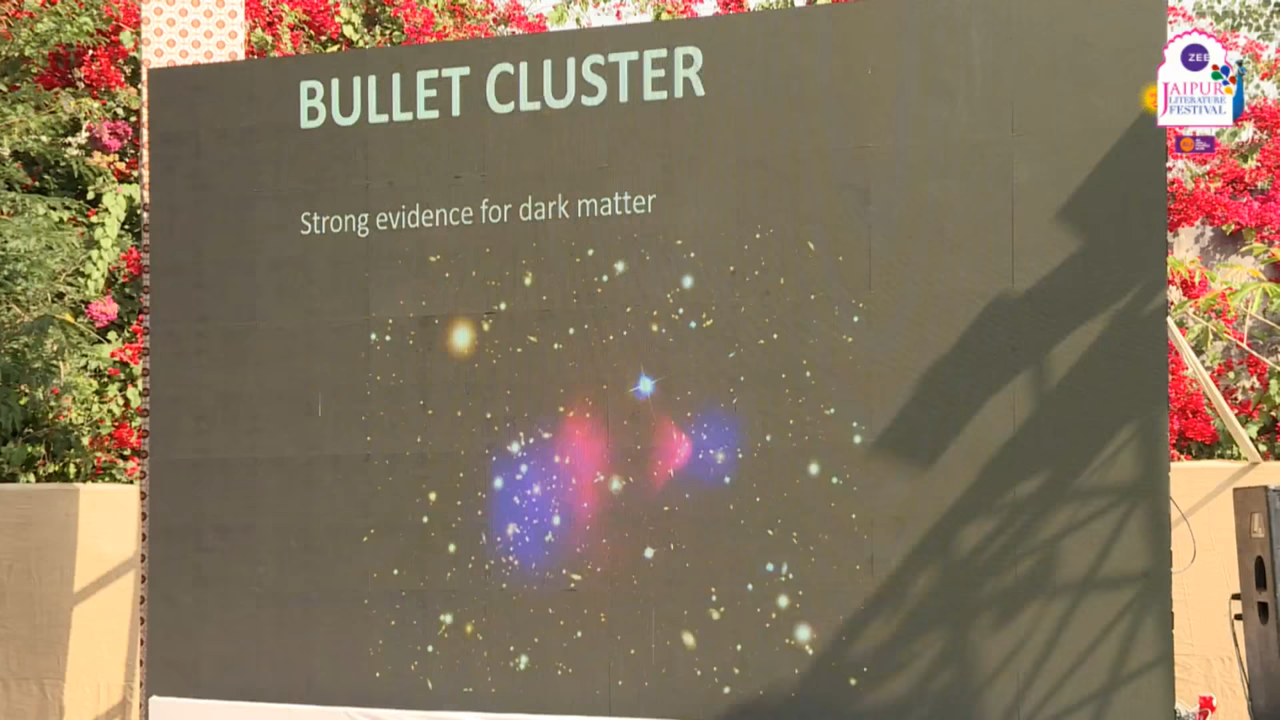 BULLET CLUSTER
Strong evidence for dark matter
ZEE
JAIPUR
LITERATURE
FESTIVAL